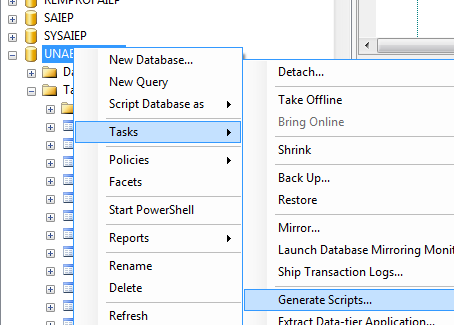 SAIEP
SYSAIEP
New Database...
New Query
Script Database as
Tasks
Policies
Facets
Start PowerShell
Reports
Rename
Delete
Refresh
Detach...
Take Offline
Bring Online
Shrink
Back Up...
Restore
Mirror...
Launch Database Mirroring
Ship Transaction Logs...
Generate Scripts...
Extract Data-tier Application...